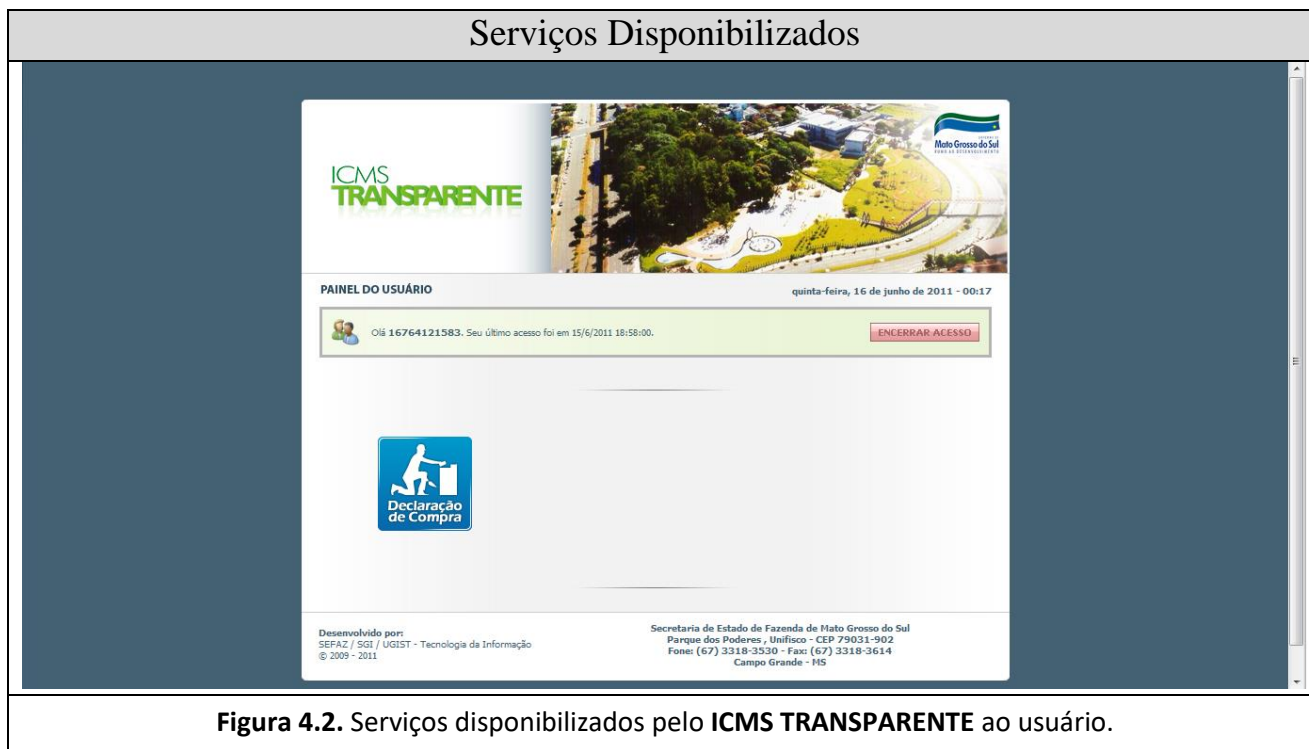 Serviços Disponibilizados
Mato Grosso do Sul
ICMS
TRANSPARENTE
PAINEL DO USUÁRIO
quinta-feira, 16 de junho de 2011 - 00:17
Olá 16764121583. Seu último acesso foi em 15/6/2011 18:58:00.
ENCERRAR ACESSO
Declaração
de Compra
Desenvolvido por:
SEFAZ / SGI / UGIST - Tecnologia da Informação
© 2009 - 2011
Secretaria de Estado de Fazenda de Mato Grosso do Sul
Parque dos Poderes , Unifisco - CEP 79031-902
Fone: (67) 3318-3530 - Fax: (67) 3318-3614
Campo Grande - MS
Figura 4.2. Serviços disponibilizados pelo ICMS TRANSPARENTE ao usuário.